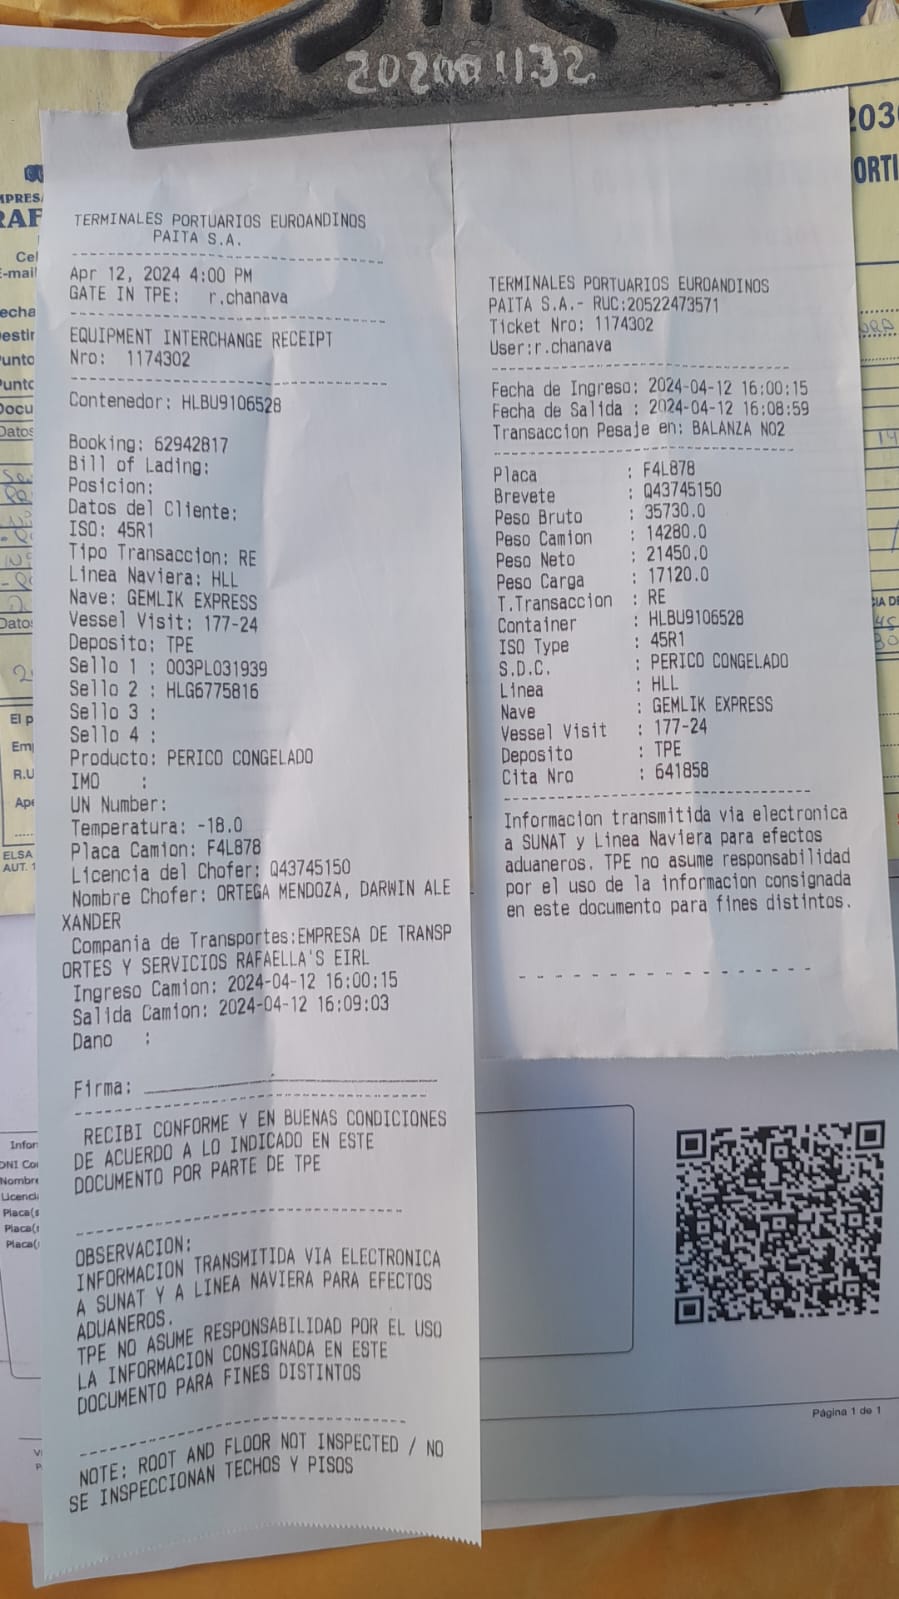 202001132
TERMINALES PORTUARIOS EUROANDINOS
PAITA S.A.
Apr 12, 2024 4:00 PM
GATE IN TPE: r.chanava
EQUIPMENT INTERCHANGE RECEIPT
Nro: 1174302
Contenedor: HLBU9106528
Booking: 62942817
Bill of Lading:
Posicion:
Datos del Cliente:
ISO: 45R1
Tipo Transaccion: RE
Linea Naviera: HLL
Nave: GEMLIK EXPRESS
Vessel Visit: 177-24
Deposito: TPE
Sello 1 : 003PL031939
Sello 2 : HLG6775816
Sello 3 :
Sello 4 :
Producto: PERICO CONGELADO
IMO :
UN Number:
Temperatura: -18.0
Placa Camion: F4L878
Licencia del Chofer: Q43745150
Nombre Chofer: ORTEGA MENDOZA, DARWIN ALE
XANDER
Compania de Transportes:EMPRESA DE TRANSP
ORTES Y SERVICIOS RAFAELLA'S EIRL
Ingreso Camion: 2024-04-12 16:00:15
Salida Camion: 2024-04-12 16:09:03
Dano :
Firma:
RECIBI CONFORME Y EN BUENAS CONDICIONES
DE ACUERDO A LO INDICADO EN ESTE
DOCUMENTO POR PARTE DE TPE
OBSERVACION:
INFORMACION TRANSMITIDA VIA ELECTRONICA
A SUNAT Y A LINEA NAVIERA PARA EFECTOS
ADUANEROS.
TPE NO ASUME RESPONSABILIDAD POR EL USO
LA INFORMACION CONSIGNADA EN ESTE
DOCUMENTO PARA FINES DISTINTOS
NOTE: ROOT AND FLOOR NOT INSPECTED / NO
SE INSPECCIONAN TECHOS Y PISOS
TERMINALES PORTUARIOS EUROANDINOS
PAITA S.A.- RUC:20522473571
Ticket Nro: 1174302
User:r.chanava
Fecha de Ingreso: 2024-04-12 16:00:15
Fecha de Salida : 2024-04-12 16:08:59
Transaccion Pesaje en: BALANZA NO2
Placa : F4L878
Brevete : Q43745150
Peso Bruto : 35730.0
Peso Camion : 14280.0
Peso Neto : 21450.0
Peso Carga : 17120.0
T.Transaccion : RE
Container : HLBU9106528
ISO Type : 45R1
S.D.C. : PERICO CONGELADO
Linea : HLL
Nave : GEMLIK EXPRESS
Vessel Visit : 177-24
Deposito : TPE
Cita Nro : 641858
Informacion transmitida via electronica
a SUNAT y Linea Naviera para efectos
aduaneros. TPE no asume responsabilidad
por el uso de la informacion consignada
en este documento para fines distintos.
Página 1 de 1